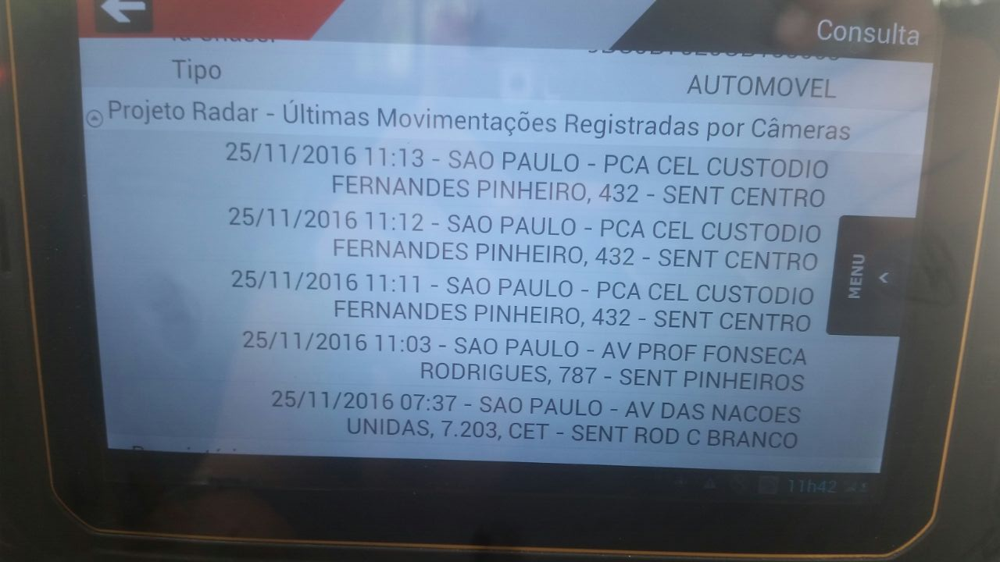 Consulta
Tipo
AUTOMOVEL
Projeto Radar - Últimas Movimentações Registradas por Câmeras
25/11/2016 11:13 - SAO PAULO - PCA CEL CUSTODIO
FERNANDES PINHEIRO, 432 - SENT CENTRO
25/11/2016 11:12 - SAO PAULO - PCA CEL CUSTODIO
FERNANDES PINHEIRO, 432 - SENT CENTRO
25/11/2016 11:11 - SAO PAULO - PCA CEL CUSTODIO
FERNANDES PINHEIRO, 432 - SENT CENTRO
25/11/2016 11:03 - SAO PAULO - AV PROF FONSECA
RODRIGUES, 787 - SENT PINHEIROS
25/11/2016 07:37 - SAO PAULO - AV DAS NACOES
UNIDAS, 7.203, CET - SENT ROD C BRANCO
MENU
11h42